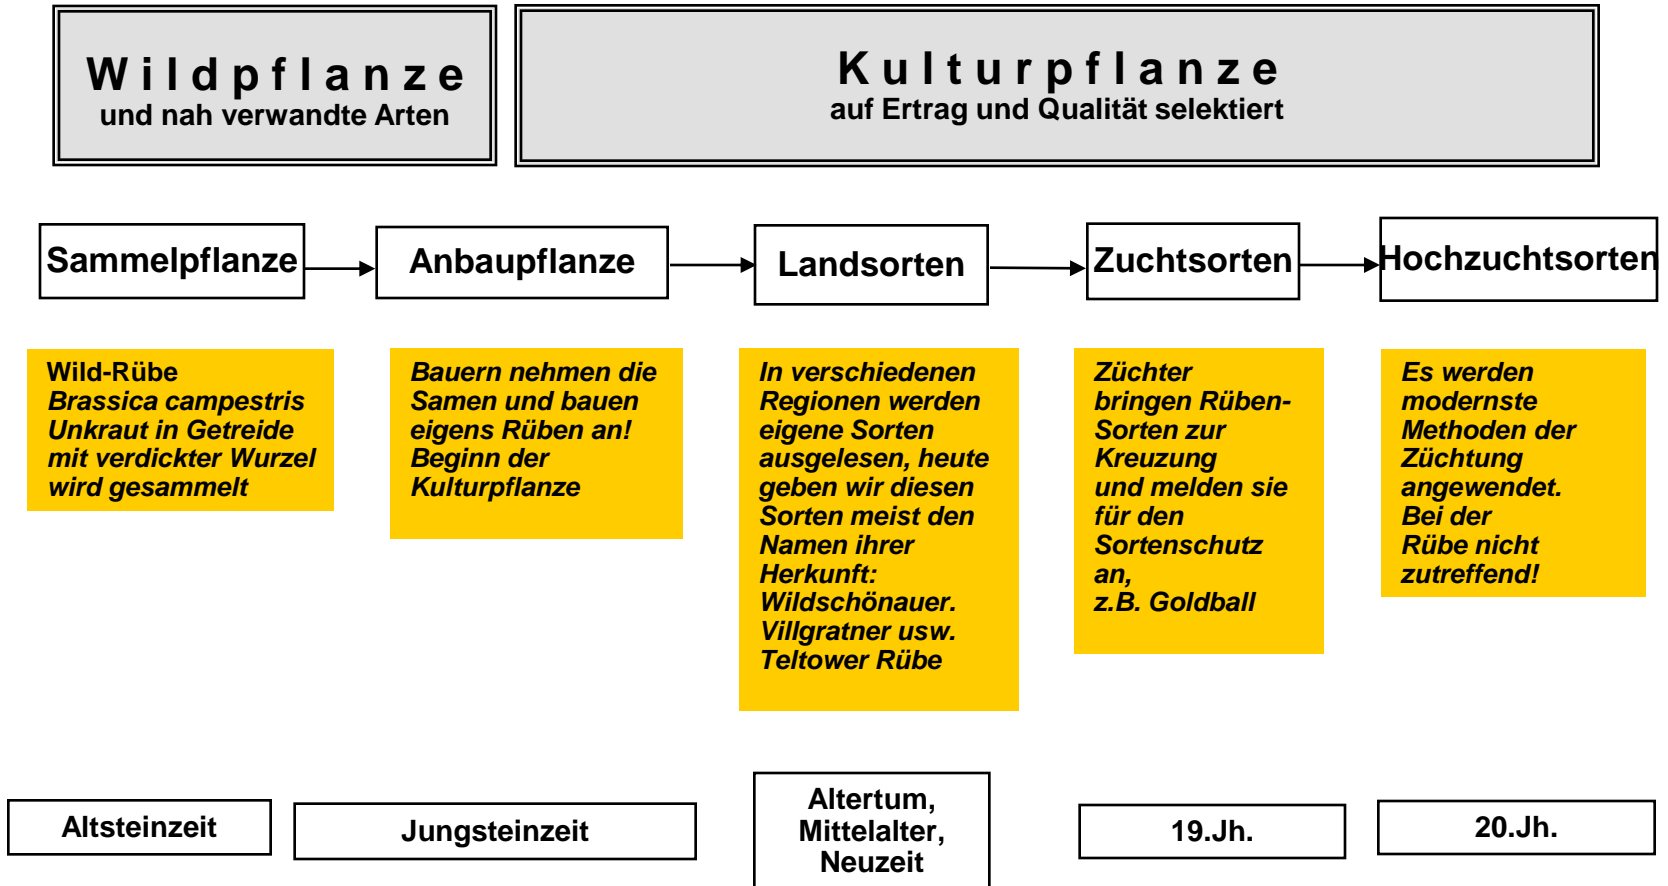 Wildpflanze
und nah verwandte Arten
Kulturpflanze
auf Ertrag und Qualität selektiert
Sammelpflanze
Anbaupflanze
Landsorten
Zuchtsorten
Hochzuchtsorten
Wild-Rübe
Brassica campestris
Unkraut in Getreide
mit verdickter Wurzel
wird gesammelt
Bauern nehmen die
Samen und bauen
eigens Rüben an!
Beginn der
Kulturpflanze
In verschiedenen
Regionen werden
eigene Sorten
ausgelesen, heute
geben wir diesen
Sorten meist den
Namen ihrer
Herkunft:
Wildschönauer.
Villgratner usw.
Teltower Rübe
Züchter
bringen Rüben-
Sorten zur
Kreuzung
und melden sie
für den
Sortenschutz
an,
z.B. Goldball
Es werden
modernste
Methoden der
Züchtung
angewendet.
Bei der
Rübe nicht
zutreffend!
Altsteinzeit
Jungsteinzeit
Altertum,
Mittelalter,
Neuzeit
19.Jh.
20.Jh.